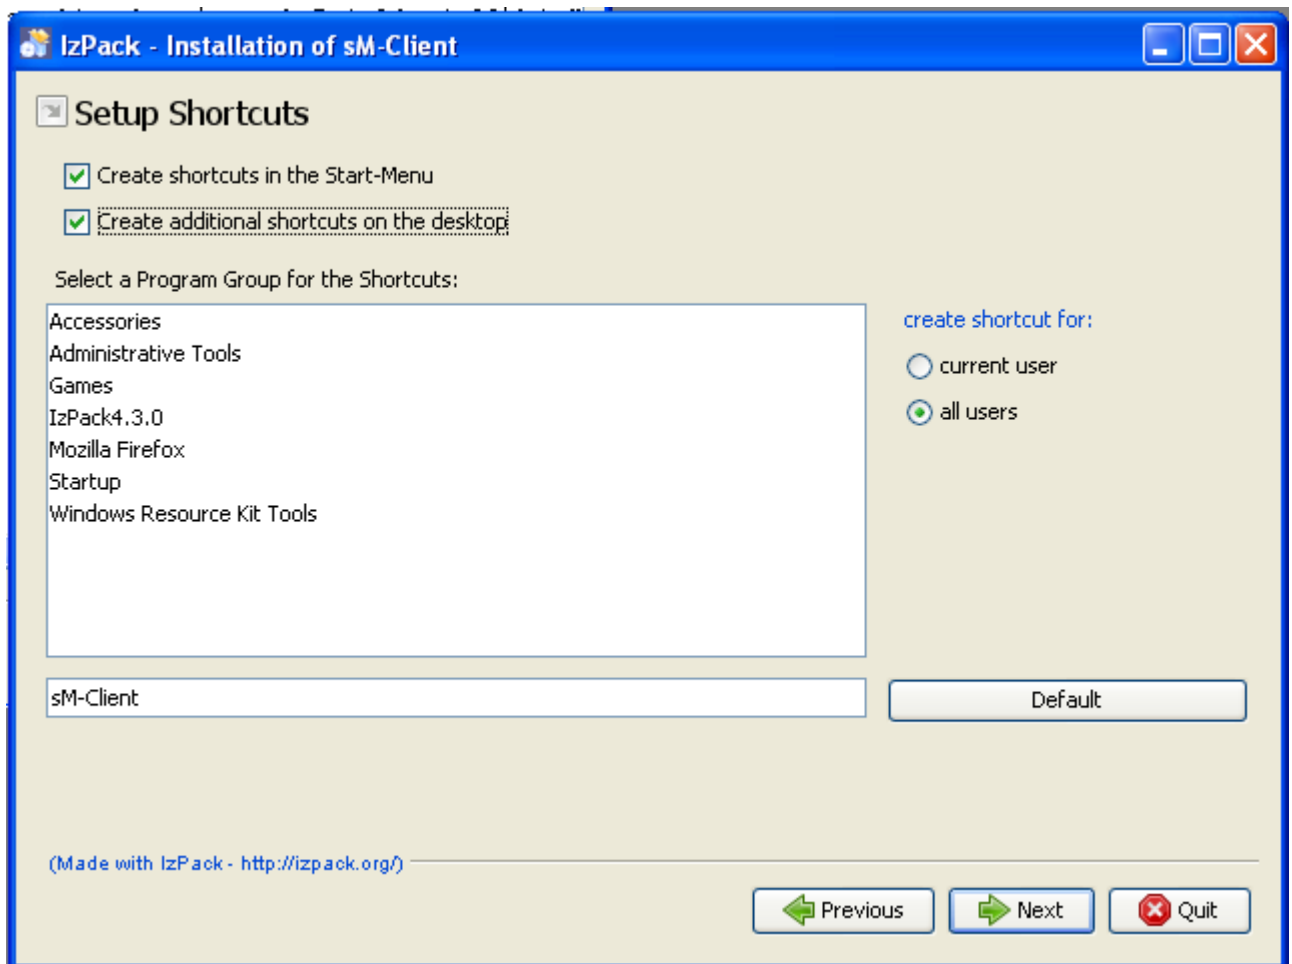 IzPack - Installation of sM-Client
Setup Shortcuts
Create shortcuts in the Start-Menu
Create additional shortcuts on the desktop
Select a Program Group for the Shortcuts:
Accessories
Administrative Tools
Games
IzPack4.3.0
Mozilla Firefox
Startup
Windows Resource Kit Tools
create shortcut for:
current user
all users
sM-Client
Default
(Made with IzPack - http://izpack.org/)
Previous
Next
Quit